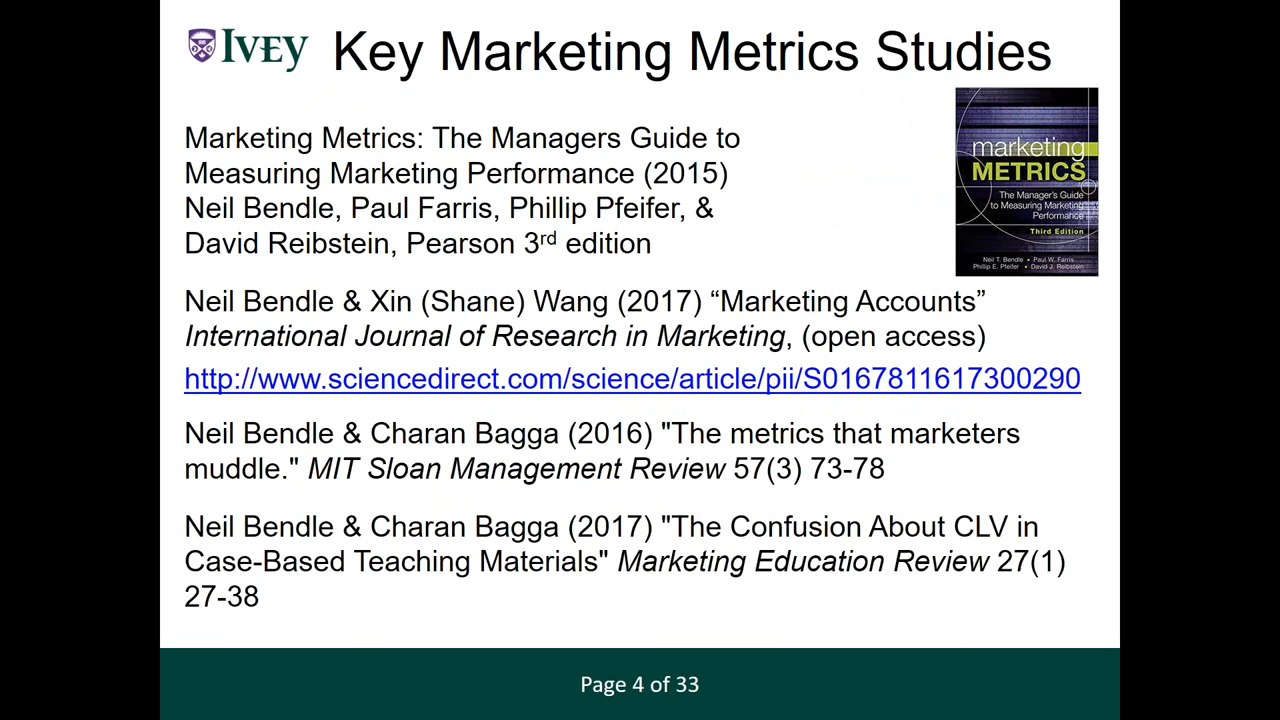 IVEY Key Marketing Metrics Studies
Marketing Metrics: The Managers Guide to
Measuring Marketing Performance (2015)
Neil Bendle, Paul Farris, Phillip Pfeifer, &
David Reibstein, Pearson 3rd edition
marketing
METRICS
The Manager's Guide
to Measuring Marketing
Performance
Third Edition
Neil T. Bendle • Paul W. Farris
Phillip E. Pfeifer • David J. Reibstein
Neil Bendle & Xin (Shane) Wang (2017) “Marketing Accounts”
International Journal of Research in Marketing, (open access)
http://www.sciencedirect.com/science/article/pii/S0167811617300290
Neil Bendle & Charan Bagga (2016) "The metrics that marketers
muddle." MIT Sloan Management Review 57(3) 73-78
Neil Bendle & Charan Bagga (2017) "The Confusion About CLV in
Case-Based Teaching Materials" Marketing Education Review 27(1)
27-38
Page 4 of 33